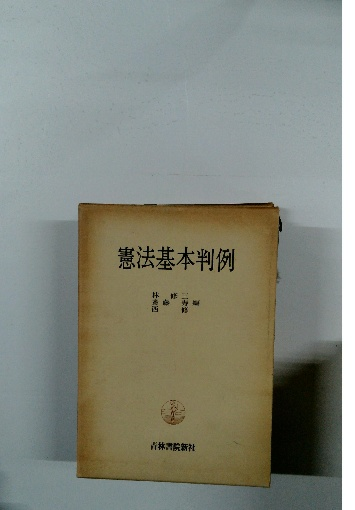 憲法基本判例
林 修三
西 修
青林書院新社